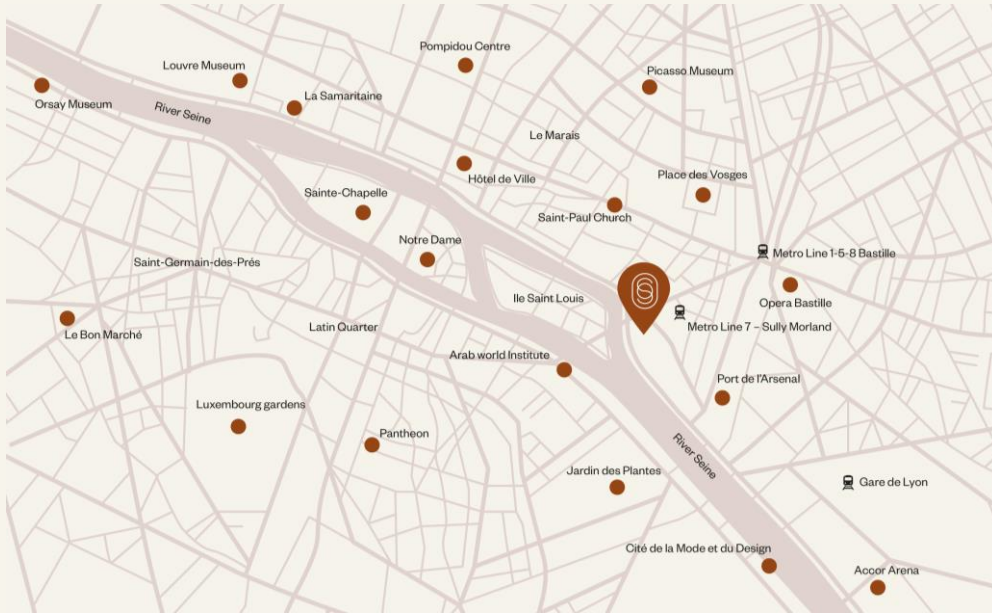 Pompidou Centre
Louvre Museum
Picasso Museum
Orsay Museum
La Samaritaine
River Seine
Le Marais
Hôtel de Ville
Place des Vosges
Sainte-Chapelle
Saint-Paul Church
Notre Dame
Metro Line 1-5-8 Bastille
Saint-Germain-des-Prés
Ile Saint Louis
Opera Bastille
Latin Quarter
Metro Line 7 – Sully Morland
Le Bon Marché
Arab world Institute
Port de l'Arsenal
Luxembourg gardens
Pantheon
River Seine
Jardin des Plantes
Gare de Lyon
Cité de la Mode et du Design
Accor Arena